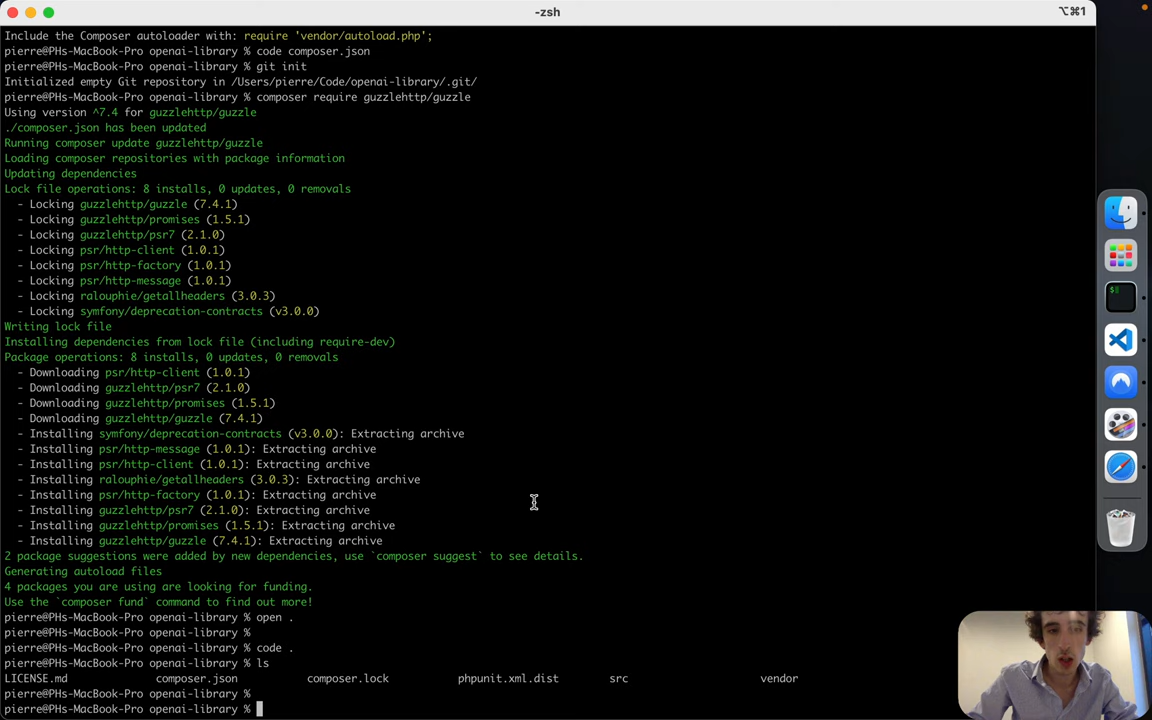 -zsh
⌥⌘1
Include the Composer autoloader with: require 'vendor/autoload.php';
pierre@PHs-MacBook-Pro openai-library % code composer.json
pierre@PHs-MacBook-Pro openai-library % git init
Initialized empty Git repository in /Users/pierre/Code/openai-library/.git/
pierre@PHs-MacBook-Pro openai-library % composer require guzzlehttp/guzzle
Using version ^7.4 for guzzlehttp/guzzle
./composer.json has been updated
Running composer update guzzlehttp/guzzle
Loading composer repositories with package information
Updating dependencies
Lock file operations: 8 installs, 0 updates, 0 removals
  - Locking guzzlehttp/guzzle (7.4.1)
  - Locking guzzlehttp/promises (1.5.1)
  - Locking guzzlehttp/psr7 (2.1.0)
  - Locking psr/http-client (1.0.1)
  - Locking psr/http-factory (1.0.1)
  - Locking psr/http-message (1.0.1)
  - Locking ralouphie/getallheaders (3.0.3)
  - Locking symfony/deprecation-contracts (v3.0.0)
Writing lock file
Installing dependencies from lock file (including require-dev)
Package operations: 8 installs, 0 updates, 0 removals
  - Downloading psr/http-client (1.0.1)
  - Downloading guzzlehttp/psr7 (2.1.0)
  - Downloading guzzlehttp/promises (1.5.1)
  - Downloading guzzlehttp/guzzle (7.4.1)
  - Installing symfony/deprecation-contracts (v3.0.0): Extracting archive
  - Installing psr/http-message (1.0.1): Extracting archive
  - Installing psr/http-client (1.0.1): Extracting archive
  - Installing ralouphie/getallheaders (3.0.3): Extracting archive
  - Installing psr/http-factory (1.0.1): Extracting archive
  - Installing guzzlehttp/psr7 (2.1.0): Extracting archive
  - Installing guzzlehttp/promises (1.5.1): Extracting archive
  - Installing guzzlehttp/guzzle (7.4.1): Extracting archive
2 package suggestions were added by new dependencies, use `composer suggest` to see details.
Generating autoload files
4 packages you are using are looking for funding.
Use the `composer fund` command to find out more!
pierre@PHs-MacBook-Pro openai-library % open .
pierre@PHs-MacBook-Pro openai-library %
pierre@PHs-MacBook-Pro openai-library % code .
pierre@PHs-MacBook-Pro openai-library % ls
LICENSE.md composer.json composer.lock phpunit.xml.dist src vendor
pierre@PHs-MacBook-Pro openai-library %
pierre@PHs-MacBook-Pro openai-library %